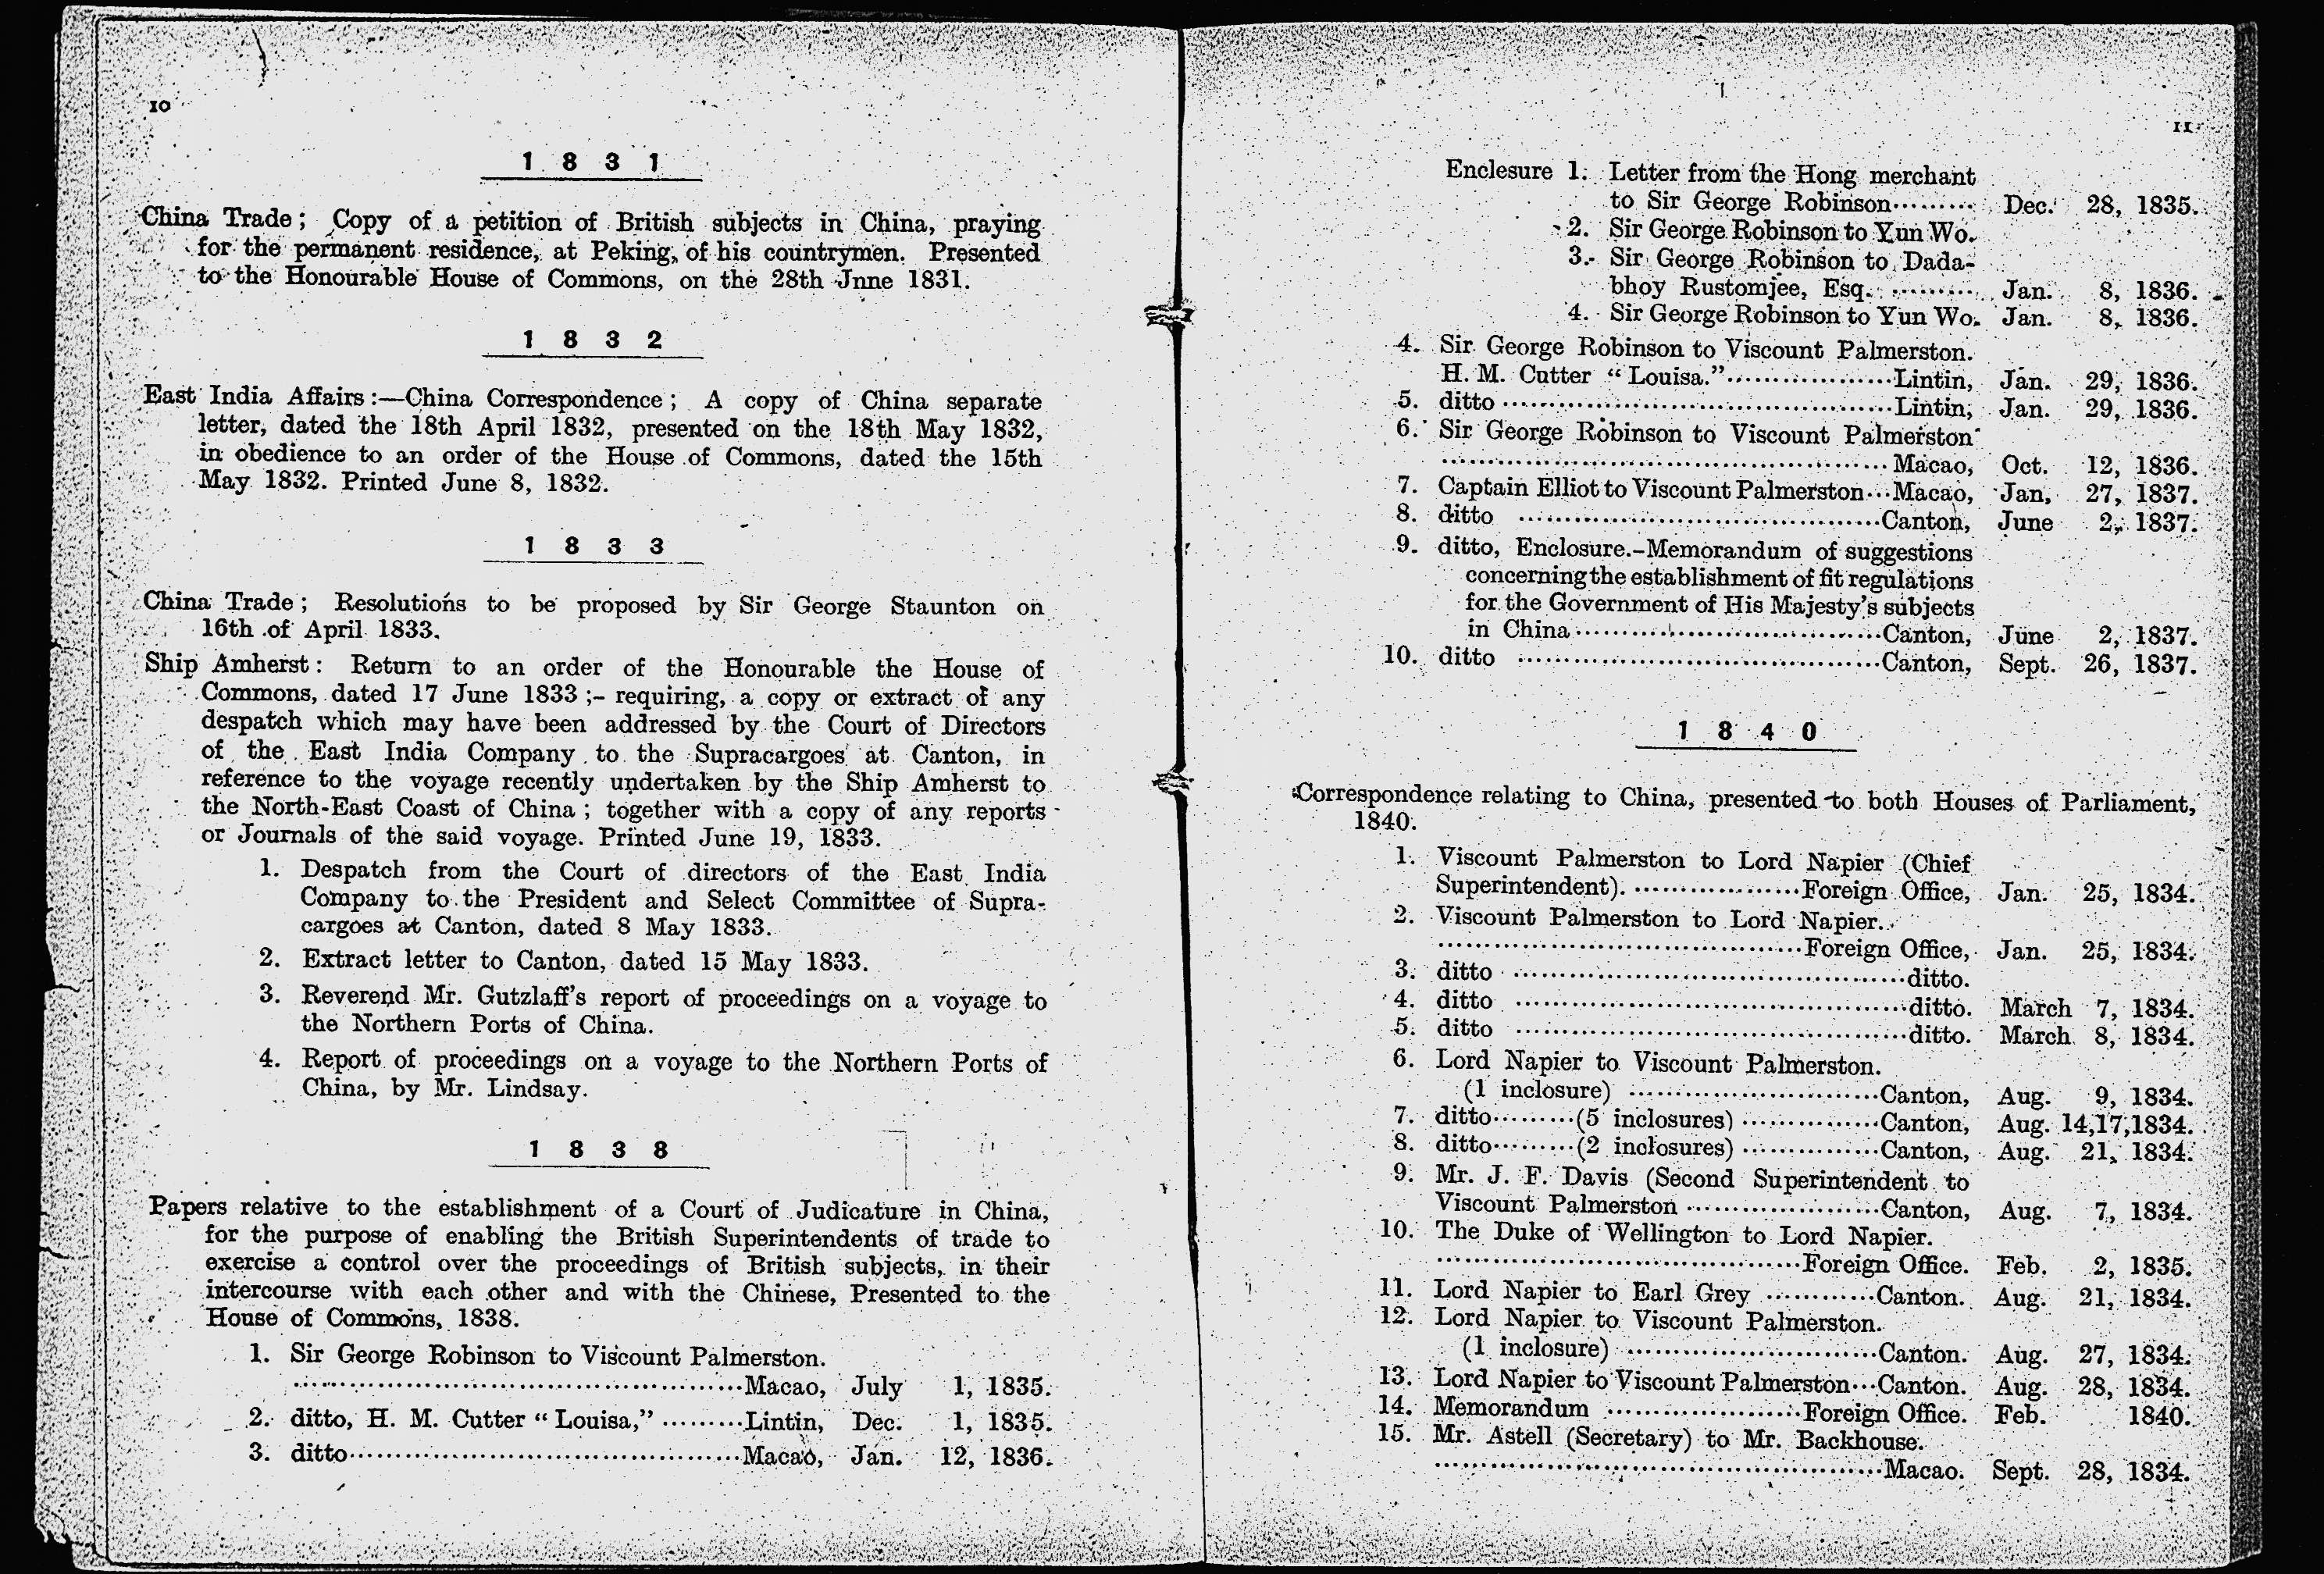 10
1 8 3 1
China Trade; Copy of a petition of British subjects in China, praying
for the permanent residence, at Peking, of his countrymen. Presented
to the Honourable House of Commons, on the 28th Jnne 1831.
1 8 3 2
East India Affairs:—China Correspondence; A copy of China separate
letter, dated the 18th April 1832, presented on the 18th May 1832,
in obedience to an order of the House of Commons, dated the 15th
May 1832. Printed June 8, 1832.
1 8 3 3
China Trade; Resolutions to be proposed by Sir George Staunton on
16th of April 1833.
Ship Amherst: Return to an order of the Honourable the House of
Commons, dated 17 June 1833;- requiring, a copy or extract of any
despatch which may have been addressed by the Court of Directors
of the East India Company to the Supracargoes at Canton, in
reference to the voyage recently undertaken by the Ship Amherst to
the North-East Coast of China; together with a copy of any reports
or Journals of the said voyage. Printed June 19, 1833.
1. Despatch from the Court of directors of the East India
Company to the President and Select Committee of Supra-
cargoes at Canton, dated 8 May 1833.
2. Extract letter to Canton, dated 15 May 1833.
3. Reverend Mr. Gutzlaff's report of proceedings on a voyage to
the Northern Ports of China.
4. Report of proceedings on a voyage to the Northern Ports of
China, by Mr. Lindsay.
1 8 3 8
Papers relative to the establishment of a Court of Judicature in China,
for the purpose of enabling the British Superintendents of trade to
exercise a control over the proceedings of British subjects, in their
intercourse with each other and with the Chinese, Presented to the
House of Commons, 1838.
1. Sir George Robinson to Viscount Palmerston.
..........Macao, July 1, 1835.
2. ditto, H. M. Cutter "Louisa,".........Lintin, Dec. 1, 1835.
3. ditto..........Macao, Jan. 12, 1836.
11
Enclesure 1. Letter from the Hong merchant
to Sir George Robinson......... Dec. 28, 1835.
2. Sir George Robinson to Yun Wo.
3. Sir George Robinson to Dada-
bhoy Rustomjee, Esq. ......... Jan. 8, 1836.
4. Sir George Robinson to Yun Wo. Jan. 8, 1836.
4. Sir George Robinson to Viscount Palmerston.
H. M. Cutter "Louisa."..........Lintin, Jan. 29, 1836.
5. ditto..........Lintin, Jan. 29, 1836.
6. Sir George Robinson to Viscount Palmerston
..........Macao, Oct. 12, 1836.
7. Captain Elliot to Viscount Palmerston...Macao, Jan, 27, 1837.
8. ditto ..........Canton, June 2, 1837.
9. ditto, Enclosure.-Memorandum of suggestions
concerning the establishment of fit regulations
for the Government of His Majesty's subjects
in China..........Canton, June 2, 1837.
10. ditto ..........Canton, Sept. 26, 1837.
1 8 4 0
Correspondence relating to China, presented to both Houses of Parliament,
1840.
1. Viscount Palmerston to Lord Napier (Chief
Superintendent). ..........Foreign Office, Jan. 25, 1834.
2. Viscount Palmerston to Lord Napier.
..........Foreign Office, Jan. 25, 1834.
3. ditto ..........ditto.
4. ditto ..........ditto. March 7, 1834.
5. ditto ..........ditto. March 8, 1834.
6. Lord Napier to Viscount Palmerston.
(1 inclosure) ..........Canton, Aug. 9, 1834.
7. ditto.........(5 inclosures)..........Canton, Aug. 14,17,1834.
8. ditto.........(2 inclosures)..........Canton, Aug. 21, 1834.
9. Mr. J. F. Davis (Second Superintendent to
Viscount Palmerston ..........Canton, Aug. 7, 1834.
10. The Duke of Wellington to Lord Napier.
..........Foreign Office. Feb. 2, 1835.
11. Lord Napier to Earl Grey ..........Canton. Aug. 21, 1834.
12. Lord Napier to Viscount Palmerston.
(1 inclosure) ..........Canton. Aug. 27, 1834.
13. Lord Napier to Viscount Palmerston...Canton. Aug. 28, 1834.
14. Memorandum ..........Foreign Office. Feb. 1840.
15. Mr. Astell (Secretary) to Mr. Backhouse.
..........Macao. Sept. 28, 1834.